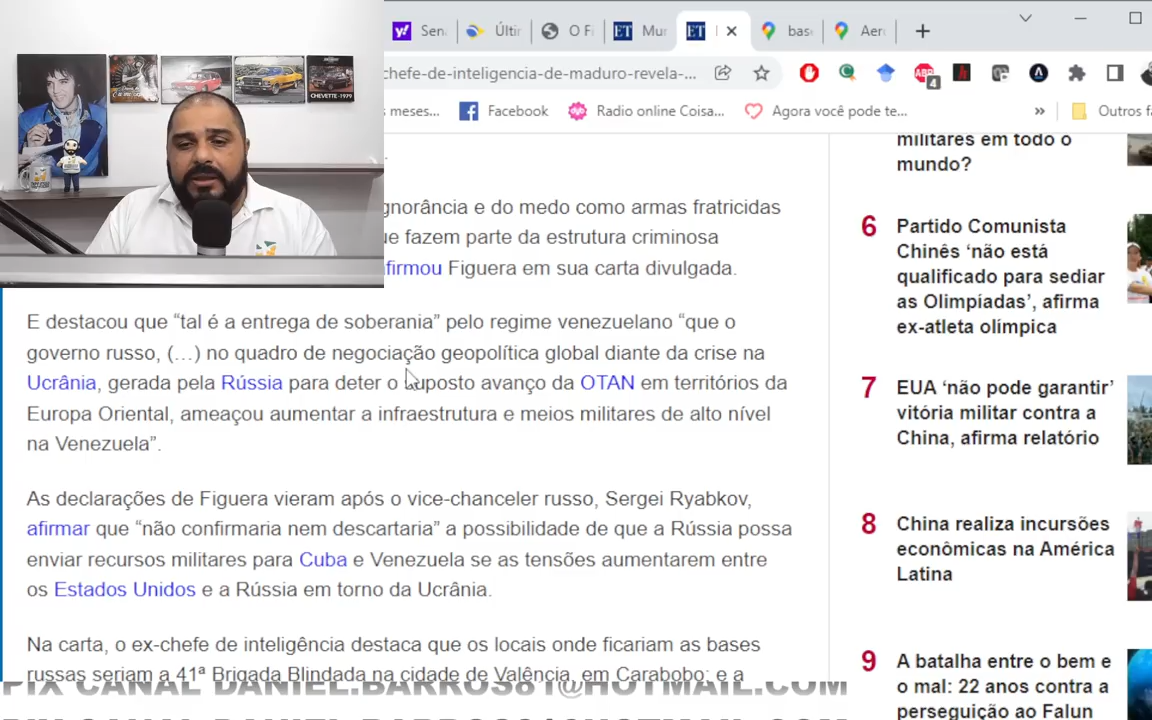 Sen
Últir
O Fi
ET
Mur
ET
bas
Aer
chefe-de-inteligencia-de-maduro-revela-...
4
meses...
Facebook
Radio online Coisa...
Agora você pode te...
»
Outros f
CHEVETTE-1979
gnorância e do medo como armas fratricidas
ue fazem parte da estrutura criminosa
firmou Figuera em sua carta divulgada.
E destacou que “tal é a entrega de soberania” pelo regime venezuelano “que o
governo russo, (…) no quadro de negociação geopolítica global diante da crise na
Ucrânia, gerada pela Rússia para deter o suposto avanço da OTAN em territórios da
Europa Oriental, ameaçou aumentar a infraestrutura e meios militares de alto nível
na Venezuela”.
As declarações de Figuera vieram após o vice-chanceler russo, Sergei Ryabkov,
afirmar que “não confirmaria nem descartaria” a possibilidade de que a Rússia possa
enviar recursos militares para Cuba e Venezuela se as tensões aumentarem entre
os Estados Unidos e a Rússia em torno da Ucrânia.
Na carta, o ex-chefe de inteligência destaca que os locais onde ficariam as bases
russas seriam a 41ª Brigada Blindada na cidade de Valência, em Carabobo; e a
militares em todo o
mundo?
6
Partido Comunista
Chinês ‘não está
qualificado para sediar
as Olimpíadas’, afirma
ex-atleta olímpica
7
EUA ‘não pode garantir’
vitória militar contra a
China, afirma relatório
8
China realiza incursões
econômicas na América
Latina
9
A batalha entre o bem e
o mal: 22 anos contra a
perseguição ao Falun
PIX CANAL DANIEL.BARROS81@HOTMAIL.COM